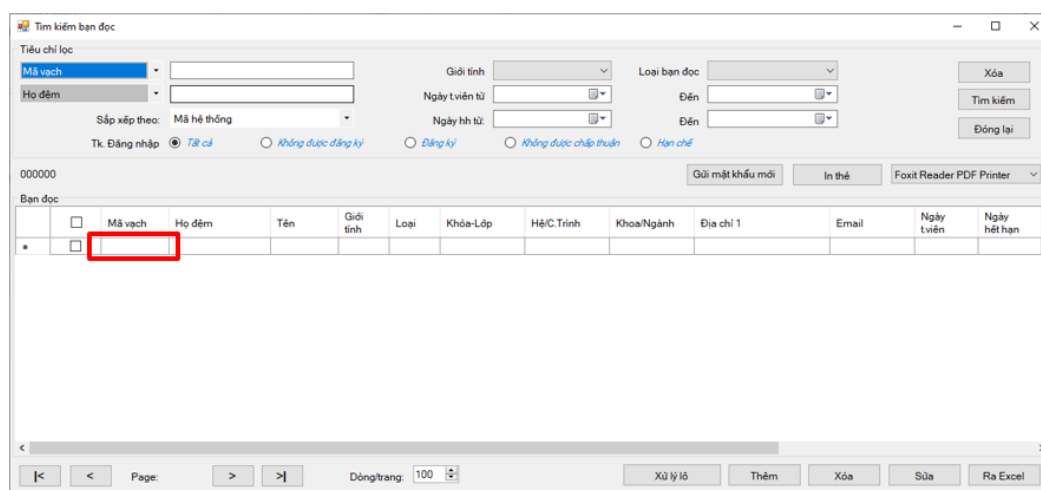 Tìm kiếm bạn đọc
Tiêu chí lọc
Mã vạch Giới tính Loại bạn đọc Xóa
Họ đệm Ngày t.viên từ Đến Tìm kiếm
Sắp xếp theo: Mã hệ thống Ngày hh từ: Đến Đóng lại
Tk. Đăng nhập Tất cả Không được đăng ký Đăng ký Không được chấp thuận Hạn chế
000000 Gửi mật khẩu mới In thẻ Foxit Reader PDF Printer
Bạn đọc
Mã vạch Họ đệm Tên Giới tính Loại Khóa-Lớp Hệ/C.Trình Khoa/Ngành Địa chỉ 1 Email Ngày t.viên Ngày hết hạn
|< < Page: > >| Dòng/trang: 100 Xử lý lô Thêm Xóa Sửa Ra Excel